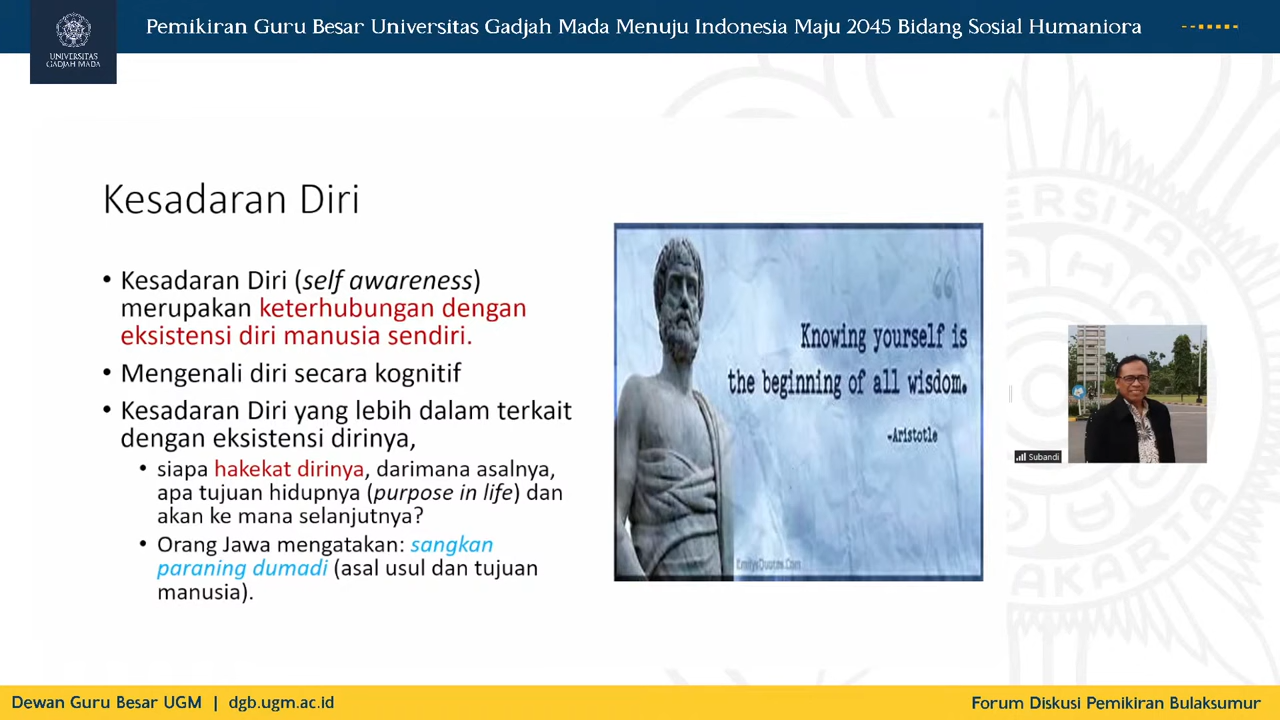 Pemikiran Guru Besar Universitas Gadjah Mada Menuju Indonesia Maju 2045 Bidang Sosial Humaniora
UNIVERSITAS
GADJAH MADA
Kesadaran Diri
• Kesadaran Diri (self awareness)
merupakan keterhubungan dengan
eksistensi diri manusia sendiri.
• Mengenali diri secara kognitif
• Kesadaran Diri yang lebih dalam terkait
dengan eksistensi dirinya,
• siapa hakekat dirinya, darimana asalnya,
apa tujuan hidupnya (purpose in life) dan
akan ke mana selanjutnya?
• Orang Jawa mengatakan: sangkan
paraning dumadi (asal usul dan tujuan
manusia).
“
Knowing yourself is
the beginning of all wisdom.
-Aristotle
EmilysQuotes.Com
Subandi
Dewan Guru Besar UGM | dgb.ugm.ac.id
Forum Diskusi Pemikiran Bulaksumur